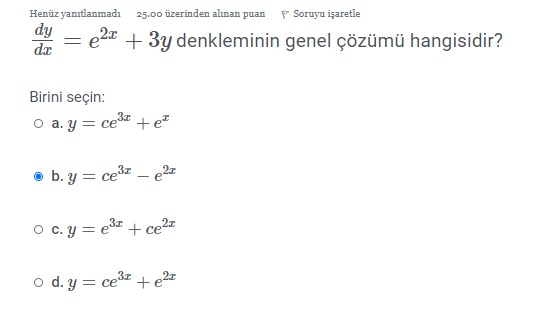 Henüz yanıtlanmadı 25.00 üzerinden alınan puan Soruyu işaretle
dy/dx = e^{2x} + 3y denkleminin genel çözümü hangisidir?
Birini seçin:
a. y = ce^{3x} + e^{x}
b. y = ce^{3x} − e^{2x}
c. y = e^{3x} + ce^{2x}
d. y = ce^{3x} + e^{2x}